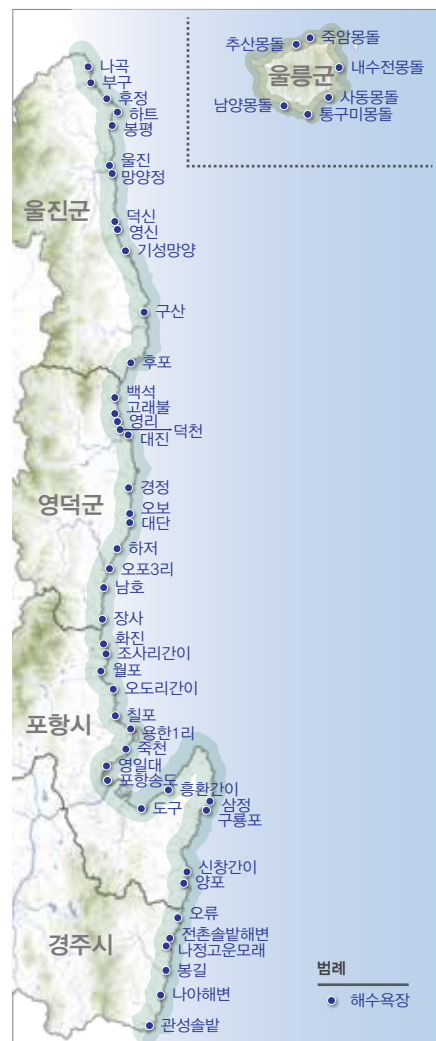 나곡
부구
후정
하트
봉평
울진
망양정
울진군
덕신
영신
기성망양
구산
후포
백석
고래불
영리
덕천
대진
영덕군
경정
오보
대단
하저
오포3리
남호
장사
화진
조사리간이
월포
오도리간이
포항시
칠포
용한1리
죽천
영일대
포항송도
흥환간이
도구
삼정
구룡포
신창간이
양포
오류
전촌솔밭해변
나정고운모래
경주시
봉길
나아해변
관성솔밭
추산몽돌
죽암몽돌
울릉군
내수전몽돌
사동몽돌
남양몽돌
통구미몽돌
범례
해수욕장